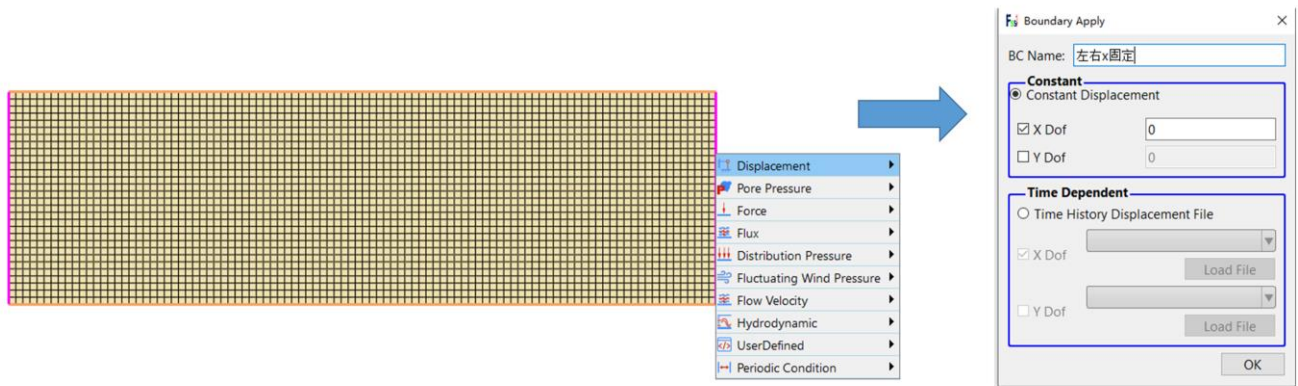 Displacement
Pore Pressure
Force
Flux
Distribution Pressure
Fluctuating Wind Pressure
Flow Velocity
Hydrodynamic
UserDefined
Periodic Condition
Boundary Apply
BC Name: 左右x固定
Constant
Constant Displacement
X Dof 0
Y Dof 0
Time Dependent
Time History Displacement File
X Dof
Load File
Y Dof
Load File
OK